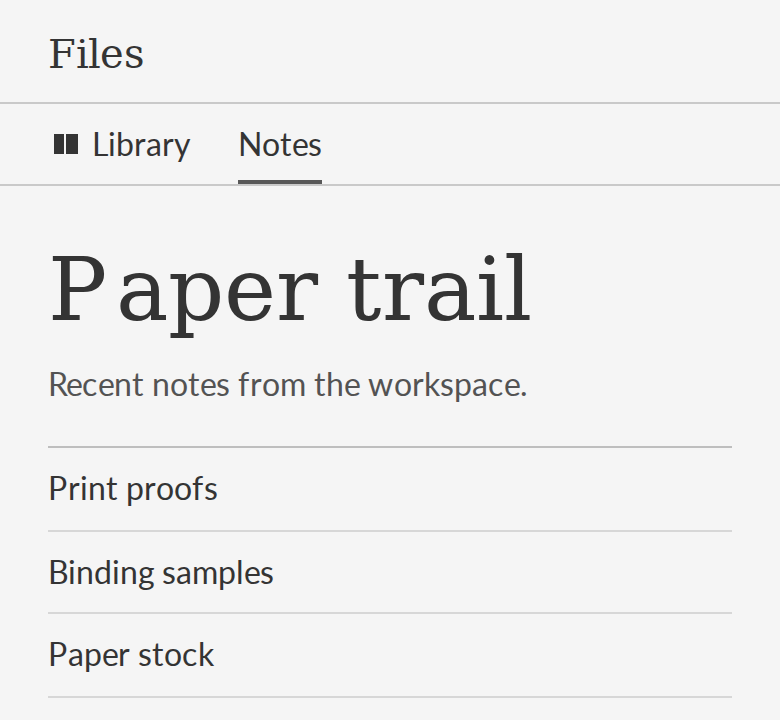 Files
Library Notes
Paper trail
Recent notes from the workspace.
Print proofs
Binding samples
Paper stock